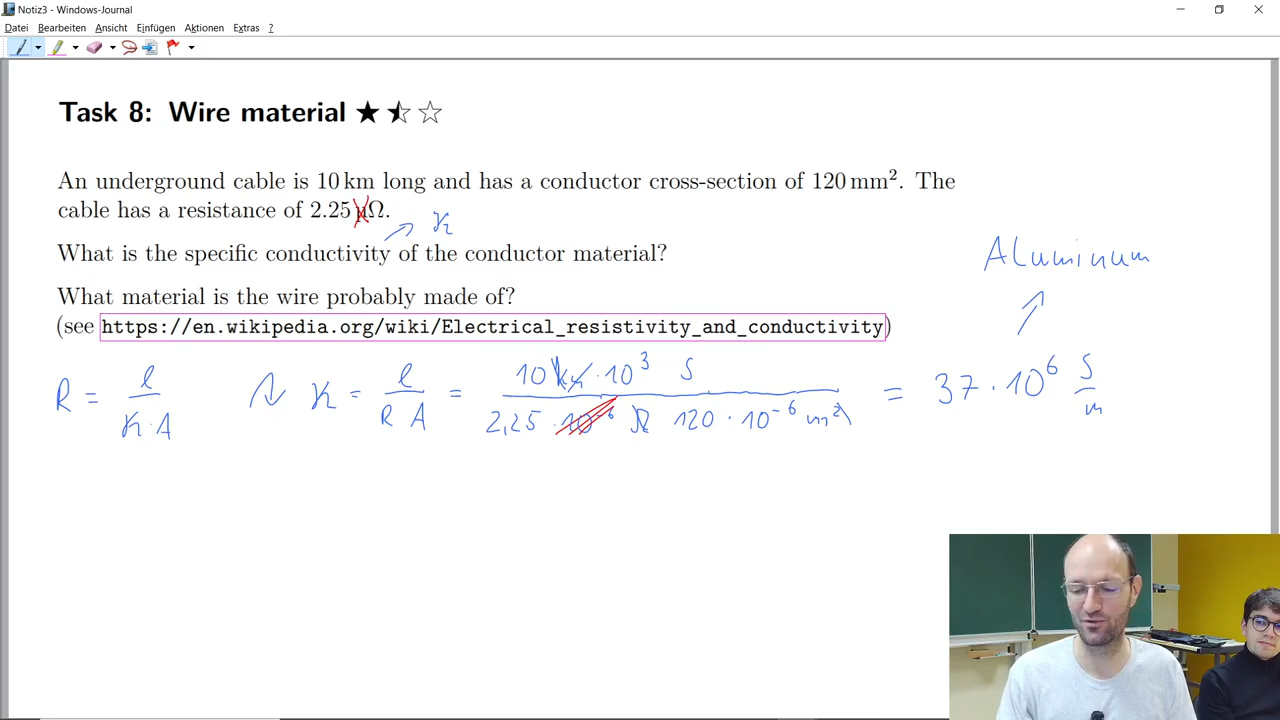 Notiz3 - Windows-Journal
Datei Bearbeiten Ansicht Einfügen Aktionen Extras ?
Task 8: Wire material ★⯪☆
An underground cable is 10 km long and has a conductor cross-section of 120 mm². The
cable has a resistance of 2.25 μΩ.
What is the specific conductivity of the conductor material?
κ
Aluminum
What material is the wire probably made of?
(see https://en.wikipedia.org/wiki/Electrical_resistivity_and_conductivity)
R = l / (κ · A) κ = l / (R A) = (10 km · 10³ S) / (2,25 · 10⁻⁶ Ω 120 · 10⁻⁶ m²) = 37 · 10⁶ S/m